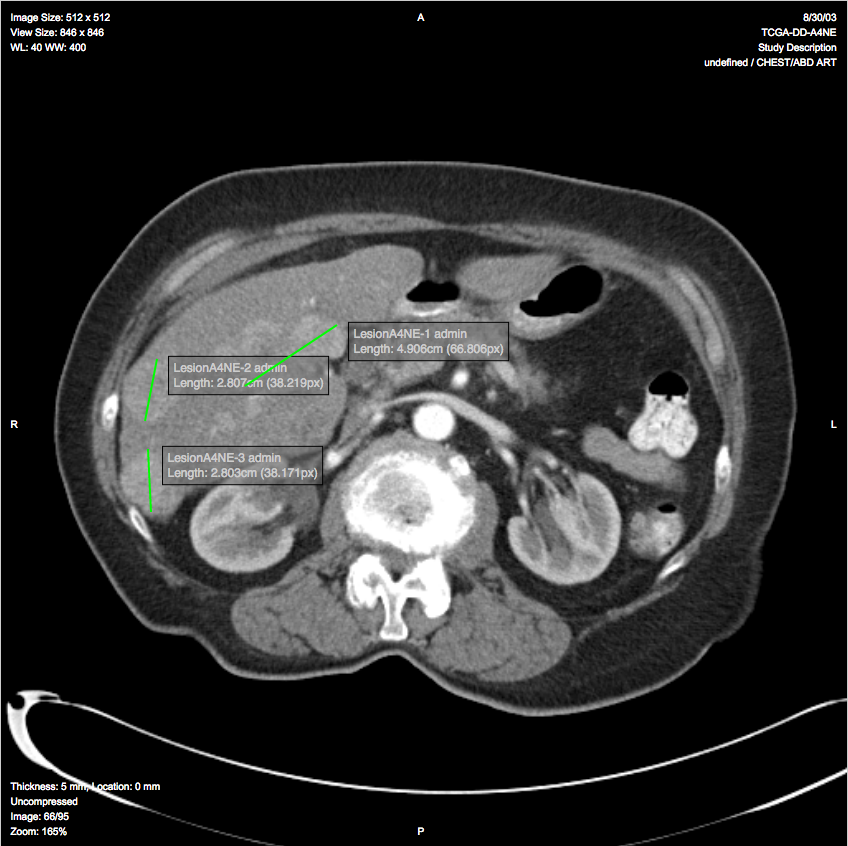 Image Size: 512 x 512
View Size: 846 x 846
WL: 40 WW: 400
A
8/30/03
TCGA-DD-A4NE
Study Description
undefined / CHEST/ABD ART
LesionA4NE-1 admin
Length: 4.906cm (66.806px)
LesionA4NE-2 admin
Length: 2.807cm (38.219px)
R
L
LesionA4NE-3 admin
Length: 2.803cm (38.171px)
Thickness: 5 mm, Location: 0 mm
Uncompressed
Image: 66/95
Zoom: 165%
P